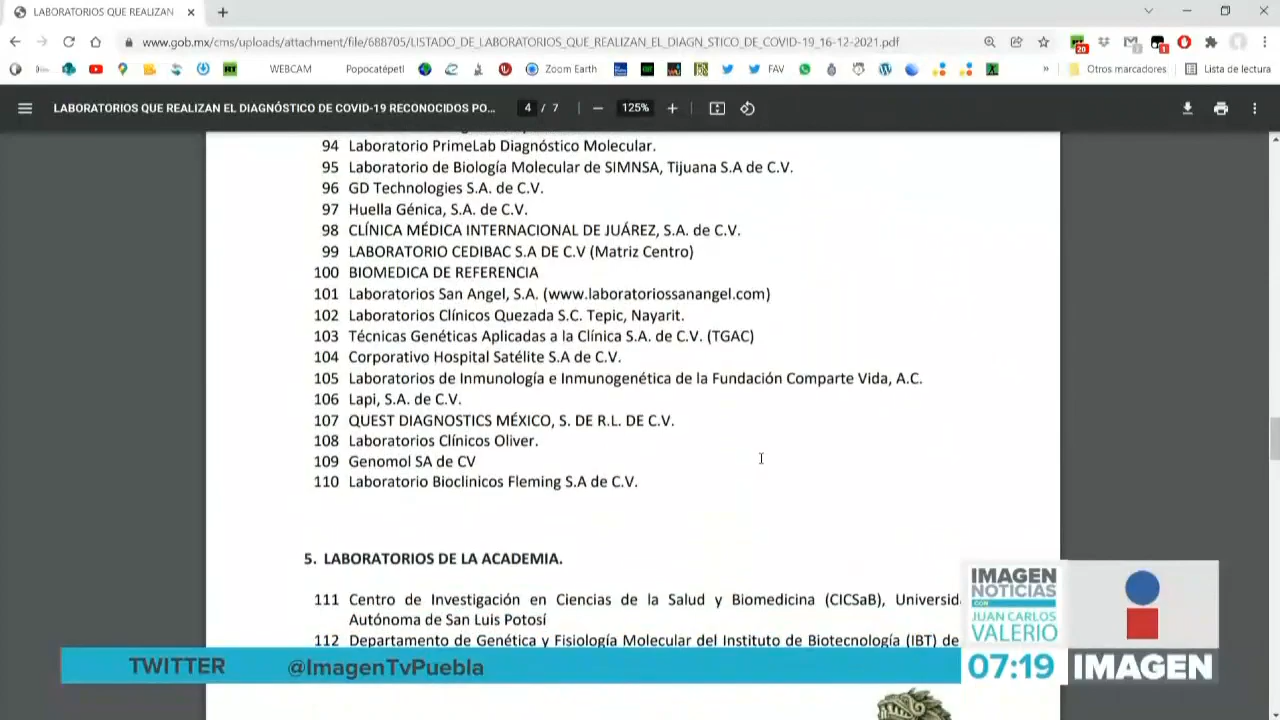 LABORATORIOS QUE REALIZAN
www.gob.mx/cms/uploads/attachment/file/686705/LISTADO_DE_LABORATORIOS_QUE_REALIZAN_EL_DIAGN_STICO_DE_COVID-19_16-12-2021.pdf
20
1
RT
WEBCAM
Popocatépetl
Zoom Earth
FAV
»
Otros marcadores
Lista de lectura
LABORATORIOS QUE REALIZAN EL DIAGNÓSTICO DE COVID-19 RECONOCIDOS PO...
4 / 7
125%
94 Laboratorio PrimeLab Diagnóstico Molecular.
95 Laboratorio de Biología Molecular de SIMNSA, Tijuana S.A de C.V.
96 GD Technologies S.A. de C.V.
97 Huella Génica, S.A. de C.V.
98 CLÍNICA MÉDICA INTERNACIONAL DE JUÁREZ, S.A. de C.V.
99 LABORATORIO CEDIBAC S.A DE C.V (Matriz Centro)
100 BIOMEDICA DE REFERENCIA
101 Laboratorios San Angel, S.A. (www.laboratoriossanangel.com)
102 Laboratorios Clínicos Quezada S.C. Tepic, Nayarit.
103 Técnicas Genéticas Aplicadas a la Clínica S.A. de C.V. (TGAC)
104 Corporativo Hospital Satélite S.A de C.V.
105 Laboratorios de Inmunología e Inmunogenética de la Fundación Comparte Vida, A.C.
106 Lapi, S.A. de C.V.
107 QUEST DIAGNOSTICS MÉXICO, S. DE R.L. DE C.V.
108 Laboratorios Clínicos Oliver.
109 Genomol SA de CV
110 Laboratorio Bioclinicos Fleming S.A de C.V.
5. LABORATORIOS DE LA ACADEMIA.
111 Centro de Investigación en Ciencias de la Salud y Biomedicina (CICSaB), Universida
Autónoma de San Luis Potosí
112 Departamento de Genética y Fisiología Molecular del Instituto de Biotecnología (IBT) de
IMAGEN
NOTICIAS
CON
JUAN CARLOS
VALERIO
07:19
IMAGEN
TWITTER @ImagenTvPuebla